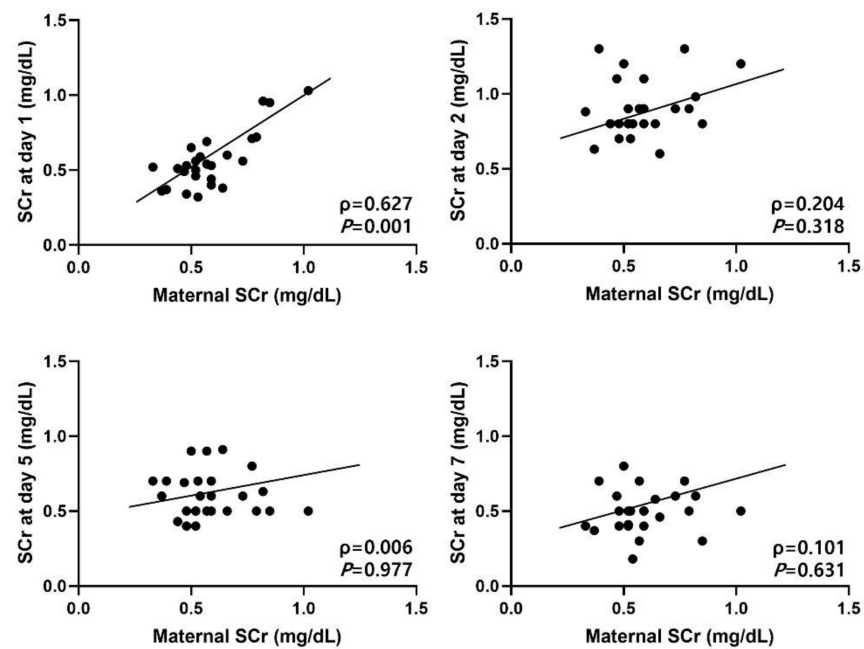 1.5
1.0
0.5
0.0
SCr at day 1 (mg/dL)
ρ=0.627
P=0.001
0.0 0.5 1.0 1.5
Maternal SCr (mg/dL)
1.5
1.0
0.5
0.0
SCr at day 2 (mg/dL)
ρ=0.204
P=0.318
0.0 0.5 1.0 1.5
Maternal SCr (mg/dL)
1.5
1.0
0.5
0.0
SCr at day 5 (mg/dL)
ρ=0.006
P=0.977
0.0 0.5 1.0 1.5
Maternal SCr (mg/dL)
1.5
1.0
0.5
0.0
SCr at day 7 (mg/dL)
ρ=0.101
P=0.631
0.0 0.5 1.0 1.5
Maternal SCr (mg/dL)